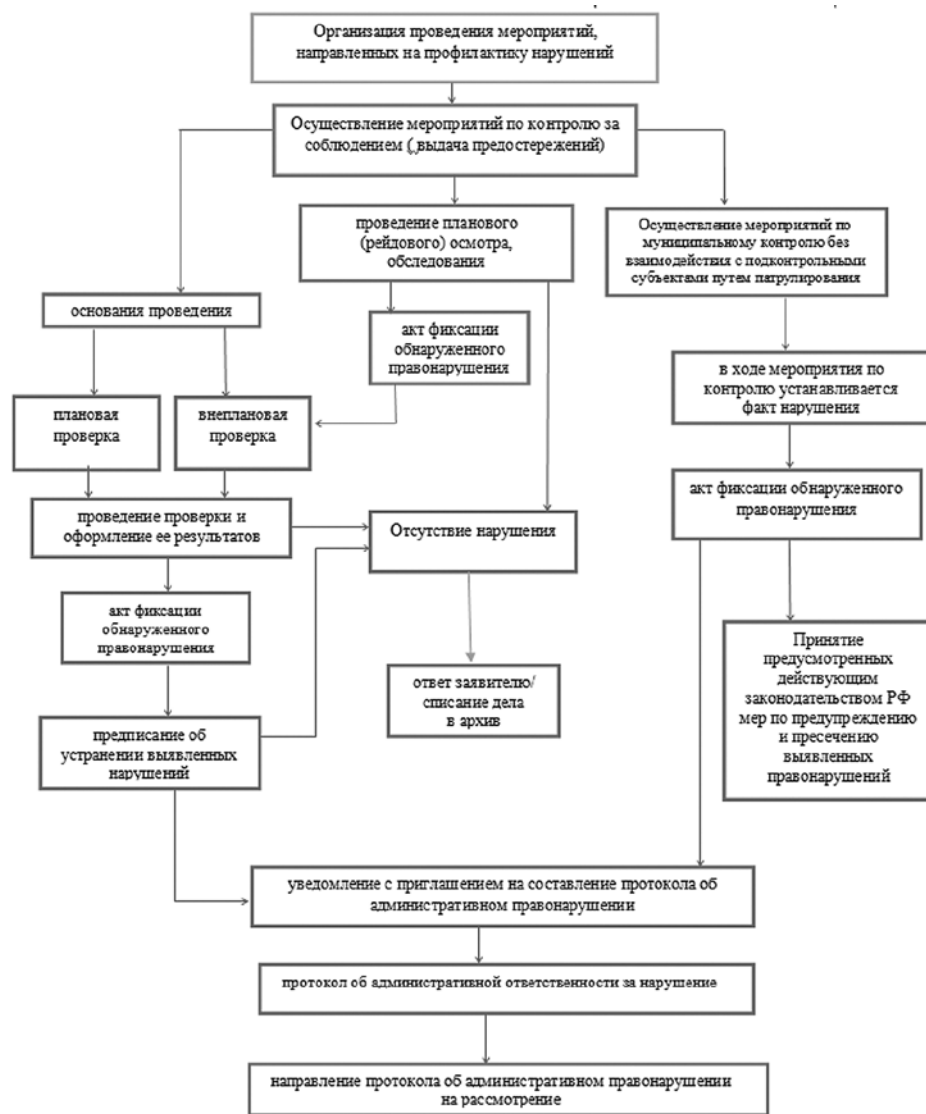 Организация проведения мероприятий,
направленных на профилактику нарушений
Осуществление мероприятий по контролю за
соблюдением ( выдача предостережений)
проведение планового
(рейдового) осмотра,
обследования
Осуществление мероприятий по
муниципальному контролю без
взаимодействия с подконтрольными
субъектами путем патрулирования
основания проведения
акт фиксации
обнаруженного
правонарушения
в ходе мероприятия по
контролю устанавливается
факт нарушения
плановая
проверка
внеплановая
проверка
акт фиксации обнаруженного
правонарушения
проведение проверки и
оформление ее результатов
Отсутствие нарушения
акт фиксации
обнаруженного
правонарушения
Принятие
предусмотренных
действующим
законодательством РФ
мер по предупреждению
и пресечению
выявленных
правонарушений
ответ заявителю/
списание дела
в архив
предписание об
устранении выявленных
нарушений
уведомление с приглашением на составление протокола об
административном правонарушении
протокол об административной ответственности за нарушение
направление протокола об административном правонарушении
на рассмотрение